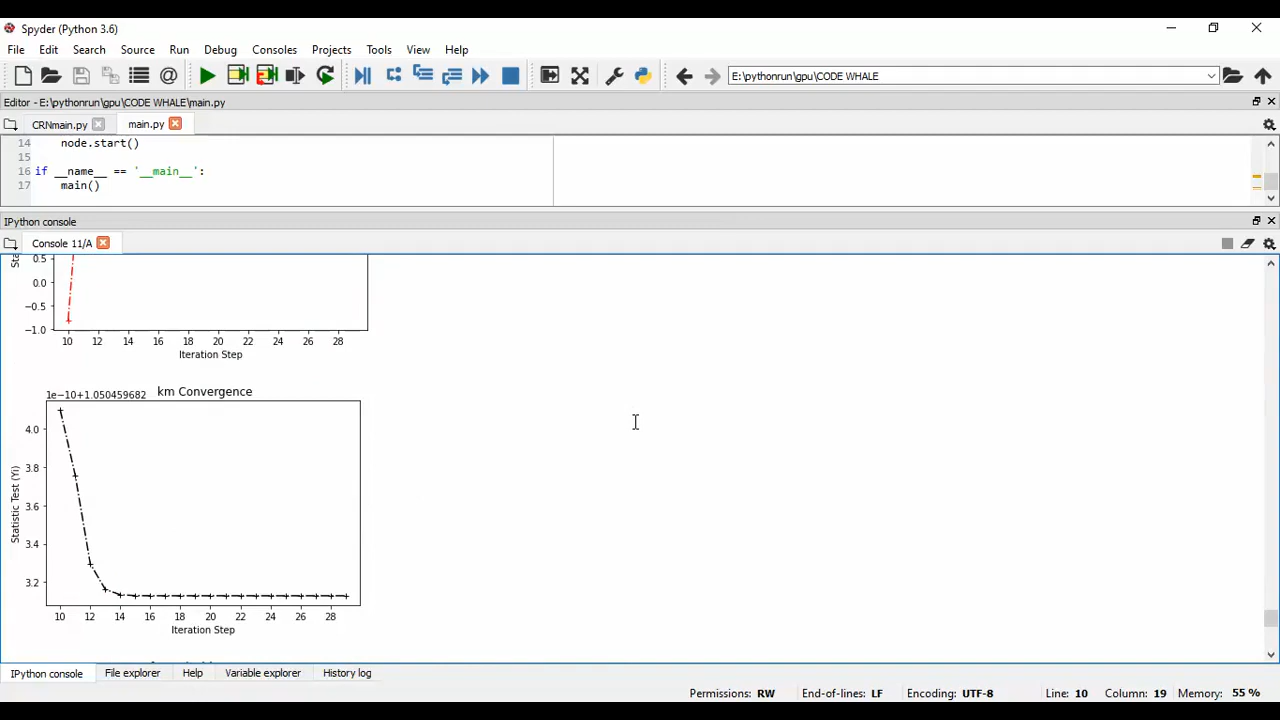 Spyder (Python 3.6)
File Edit Search Source Run Debug Consoles Projects Tools View Help
E:\pythonrun\gpu\CODE WHALE
Editor - E:\pythonrun\gpu\CODE WHALE\main.py
CRNmain.py main.py
14 node.start()
15
16 if __name__ == '__main__':
17 main()
IPython console
Console 11/A
0.5
0.0
−0.5
−1.0
10 12 14 16 18 20 22 24 26 28
Iteration Step
1e−10+1.050459682 km Convergence
4.0
3.8
3.6
3.4
3.2
Statistic Test (Yi)
10 12 14 16 18 20 22 24 26 28
Iteration Step
IPython console File explorer Help Variable explorer History log
Permissions: RW End-of-lines: LF Encoding: UTF-8 Line: 10 Column: 19 Memory: 55 %